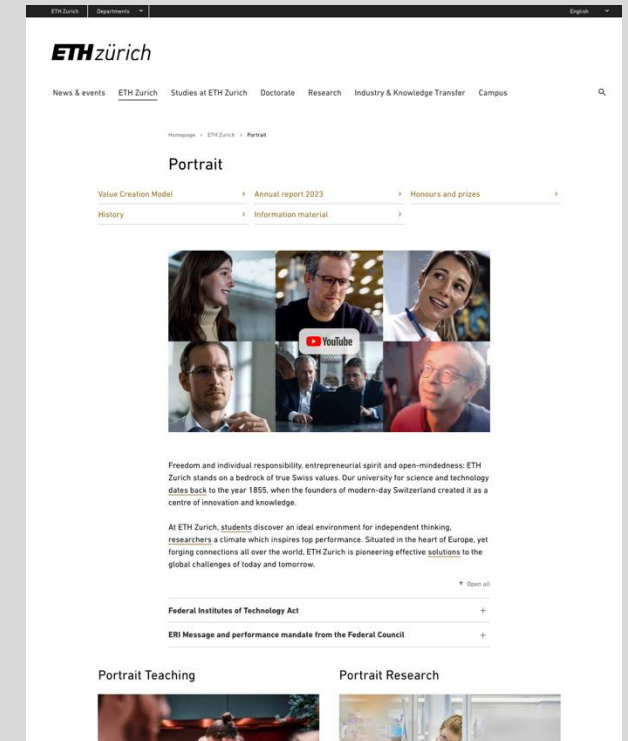 ETH Zurich
Departments
English
ETH zürich
News & events
ETH Zurich
Studies at ETH Zurich
Doctorate
Research
Industry & Knowledge Transfer
Campus
Homepage > ETH Zurich > Portrait
Portrait
Value Creation Model >
Annual report 2023 >
Honours and prizes >
History >
Information material >
YouTube
Freedom and individual responsibility, entrepreneurial spirit and open-mindedness: ETH
Zurich stands on a bedrock of true Swiss values. Our university for science and technology
dates back to the year 1855, when the founders of modern-day Switzerland created it as a
centre of innovation and knowledge.
At ETH Zurich, students discover an ideal environment for independent thinking,
researchers a climate which inspires top performance. Situated in the heart of Europe, yet
forging connections all over the world, ETH Zurich is pioneering effective solutions to the
global challenges of today and tomorrow.
Open all
Federal Institutes of Technology Act +
ERI Message and performance mandate from the Federal Council +
Portrait Teaching
Portrait Research